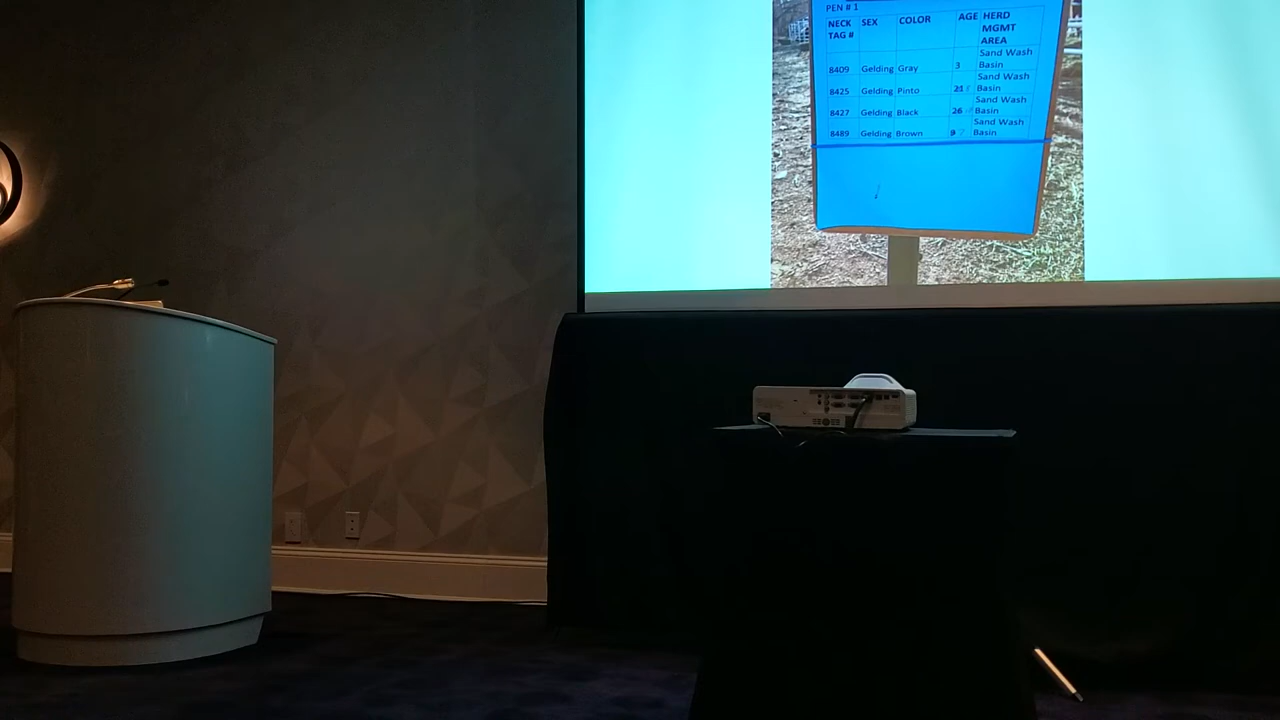 PEN # 1
NECK TAG # SEX COLOR AGE HERD MGMT AREA
8409 Gelding Gray 3 Sand Wash Basin
8425 Gelding Pinto 21 Sand Wash Basin
8427 Gelding Black 26 Sand Wash Basin
8489 Gelding Brown 9 Sand Wash Basin